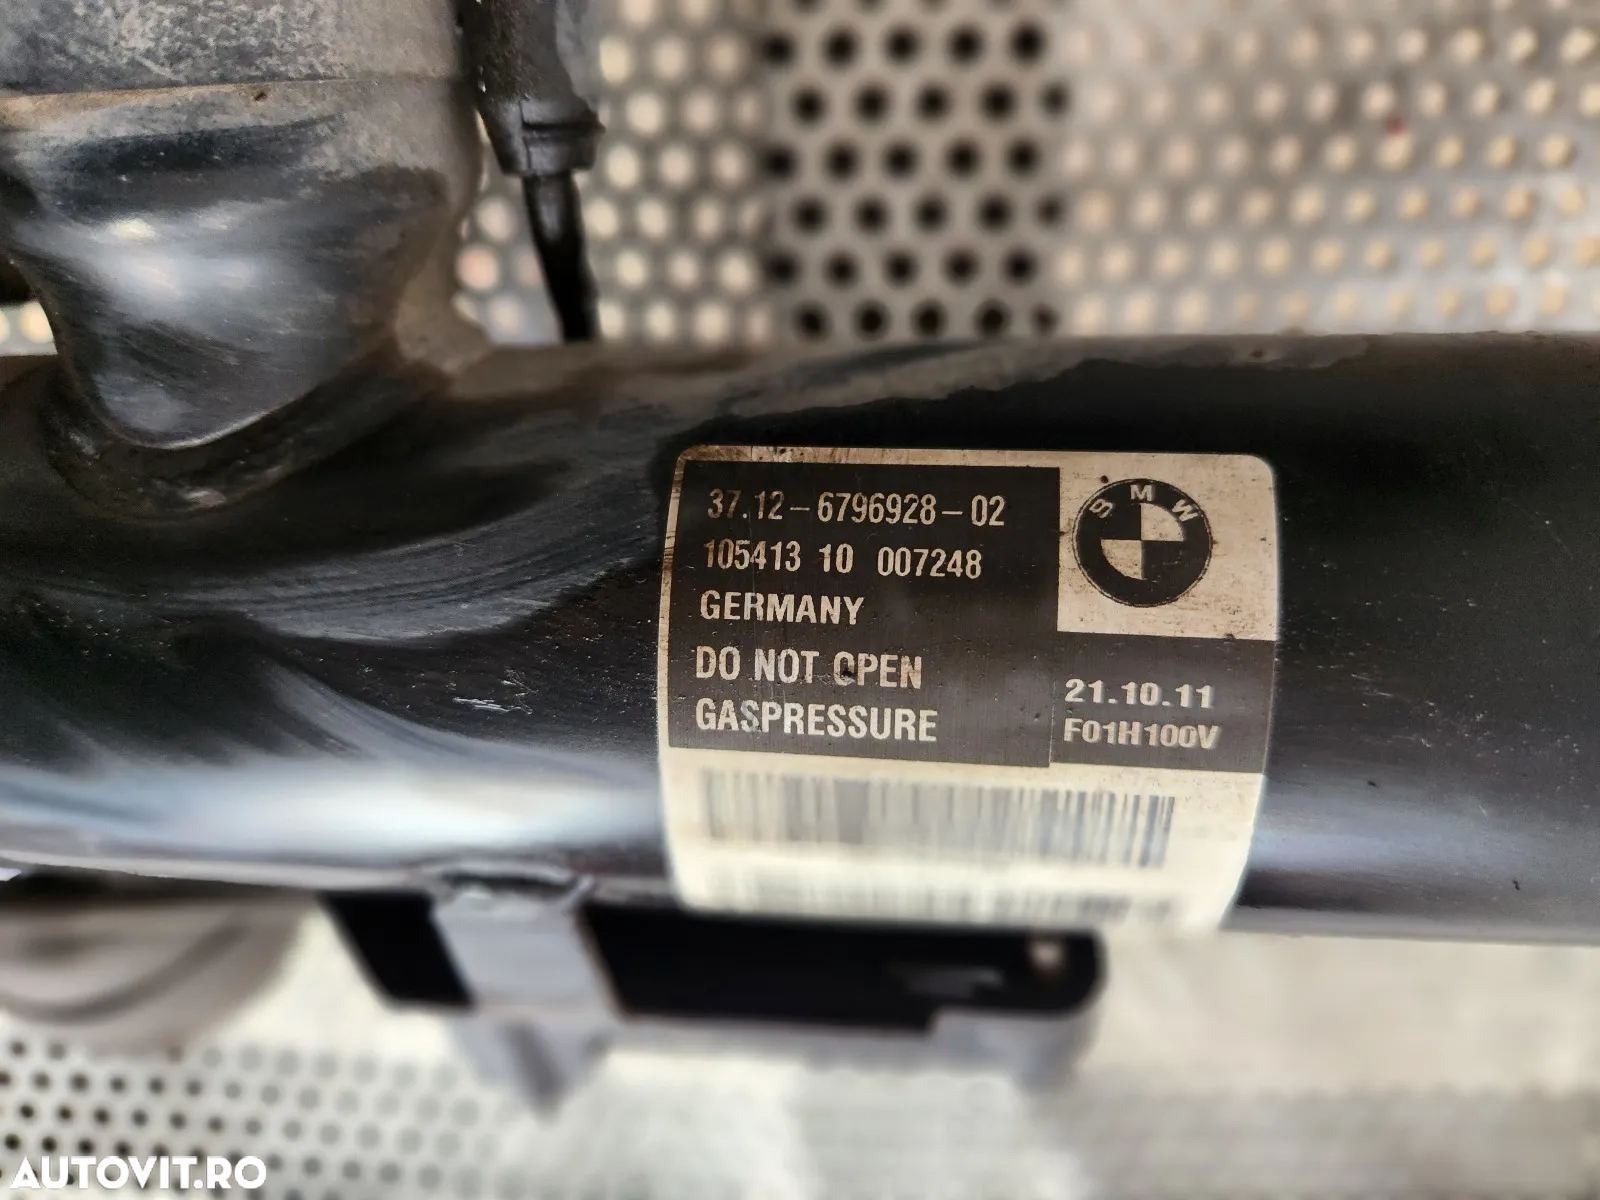 37.12-6796928-02
105413 10 007248
GERMANY
DO NOT OPEN
GASPRESSURE
BMW
21.10.11
F01H100V
AUTOVIT.RO